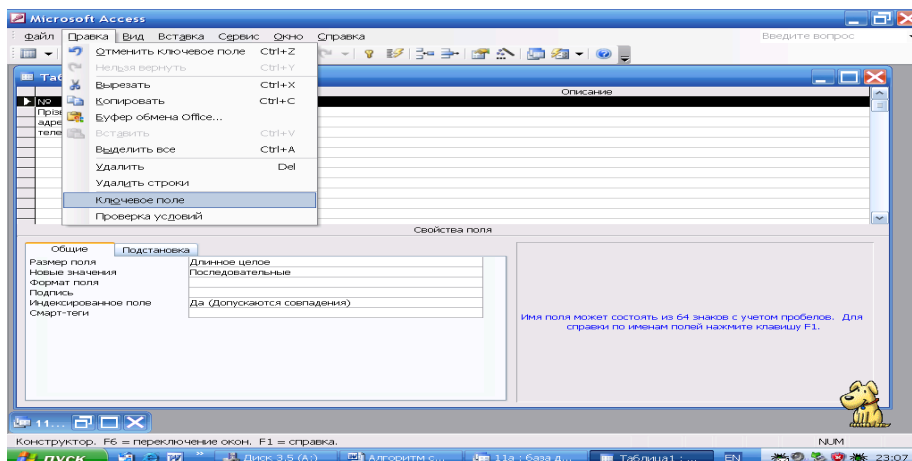 Microsoft Access
Файл Правка Вид Вставка Сервис Окно Справка Введите вопрос
Отменить ключевое поле Ctrl+Z
Нельзя вернуть Ctrl+Y
Вырезать Ctrl+X
Копировать Ctrl+C
Буфер обмена Office...
Вставить Ctrl+V
Выделить все Ctrl+A
Удалить Del
Удалить строки
Ключевое поле
Проверка условий
Таб
Описание
№
Пріз
адре
теле
Свойства поля
Общие Подстановка
Размер поля Длинное целое
Новые значения Последовательные
Формат поля
Подпись
Индексированное поле Да (Допускаются совпадения)
Смарт-теги
Имя поля может состоять из 64 знаков с учетом пробелов. Для
справки по именам полей нажмите клавишу F1.
11...
Конструктор. F6 = переключение окон. F1 = справка. NUM
пуск Диск 3,5 (A:) Алгоритм с... 11а : база д... Таблица1 : ... EN 23:07